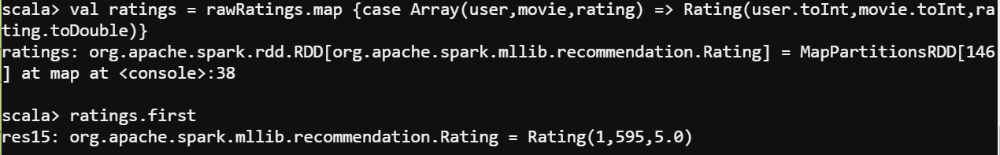 scala> val ratings = rawRatings.map {case Array(user,movie,rating) => Rating(user.toInt,movie.toInt,ra
ting.toDouble)}
ratings: org.apache.spark.rdd.RDD[org.apache.spark.mllib.recommendation.Rating] = MapPartitionsRDD[146
] at map at <console>:38
scala> ratings.first
res15: org.apache.spark.mllib.recommendation.Rating = Rating(1,595,5.0)